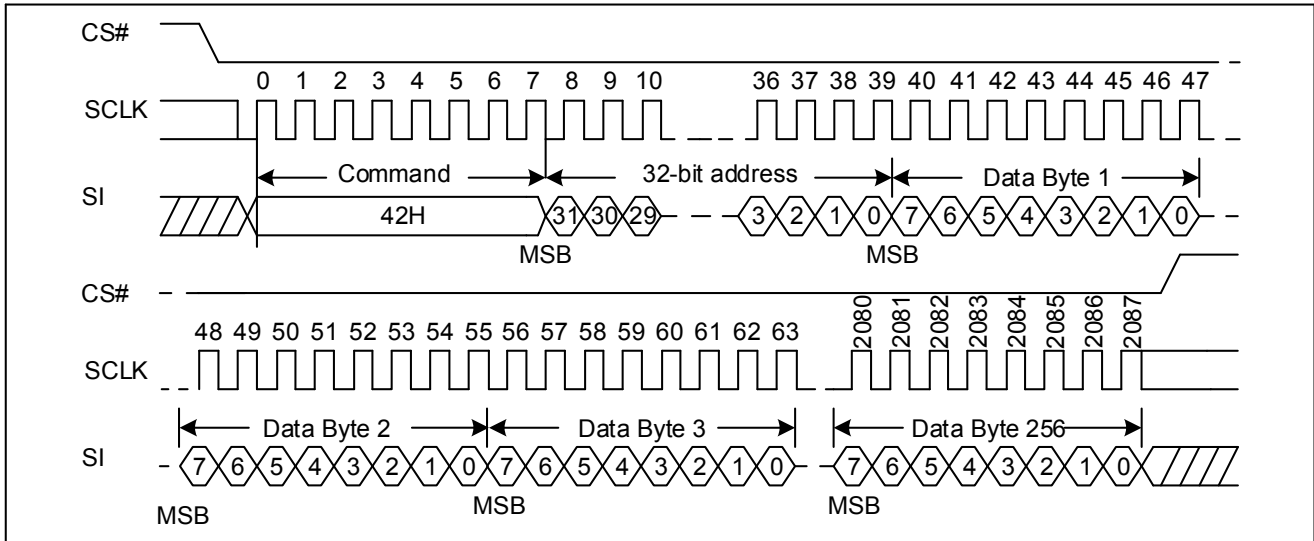 CS#
0 1 2 3 4 5 6 7 8 9 10 36 37 38 39 40 41 42 43 44 45 46 47
SCLK
Command 32-bit address Data Byte 1
SI
42H 31 30 29 3 2 1 0 7 6 5 4 3 2 1 0
MSB MSB
CS#
48 49 50 51 52 53 54 55 56 57 58 59 60 61 62 63 2080 2081 2082 2083 2084 2085 2086 2087
SCLK
Data Byte 2 Data Byte 3 Data Byte 256
SI
7 6 5 4 3 2 1 0 7 6 5 4 3 2 1 0 7 6 5 4 3 2 1 0
MSB MSB MSB